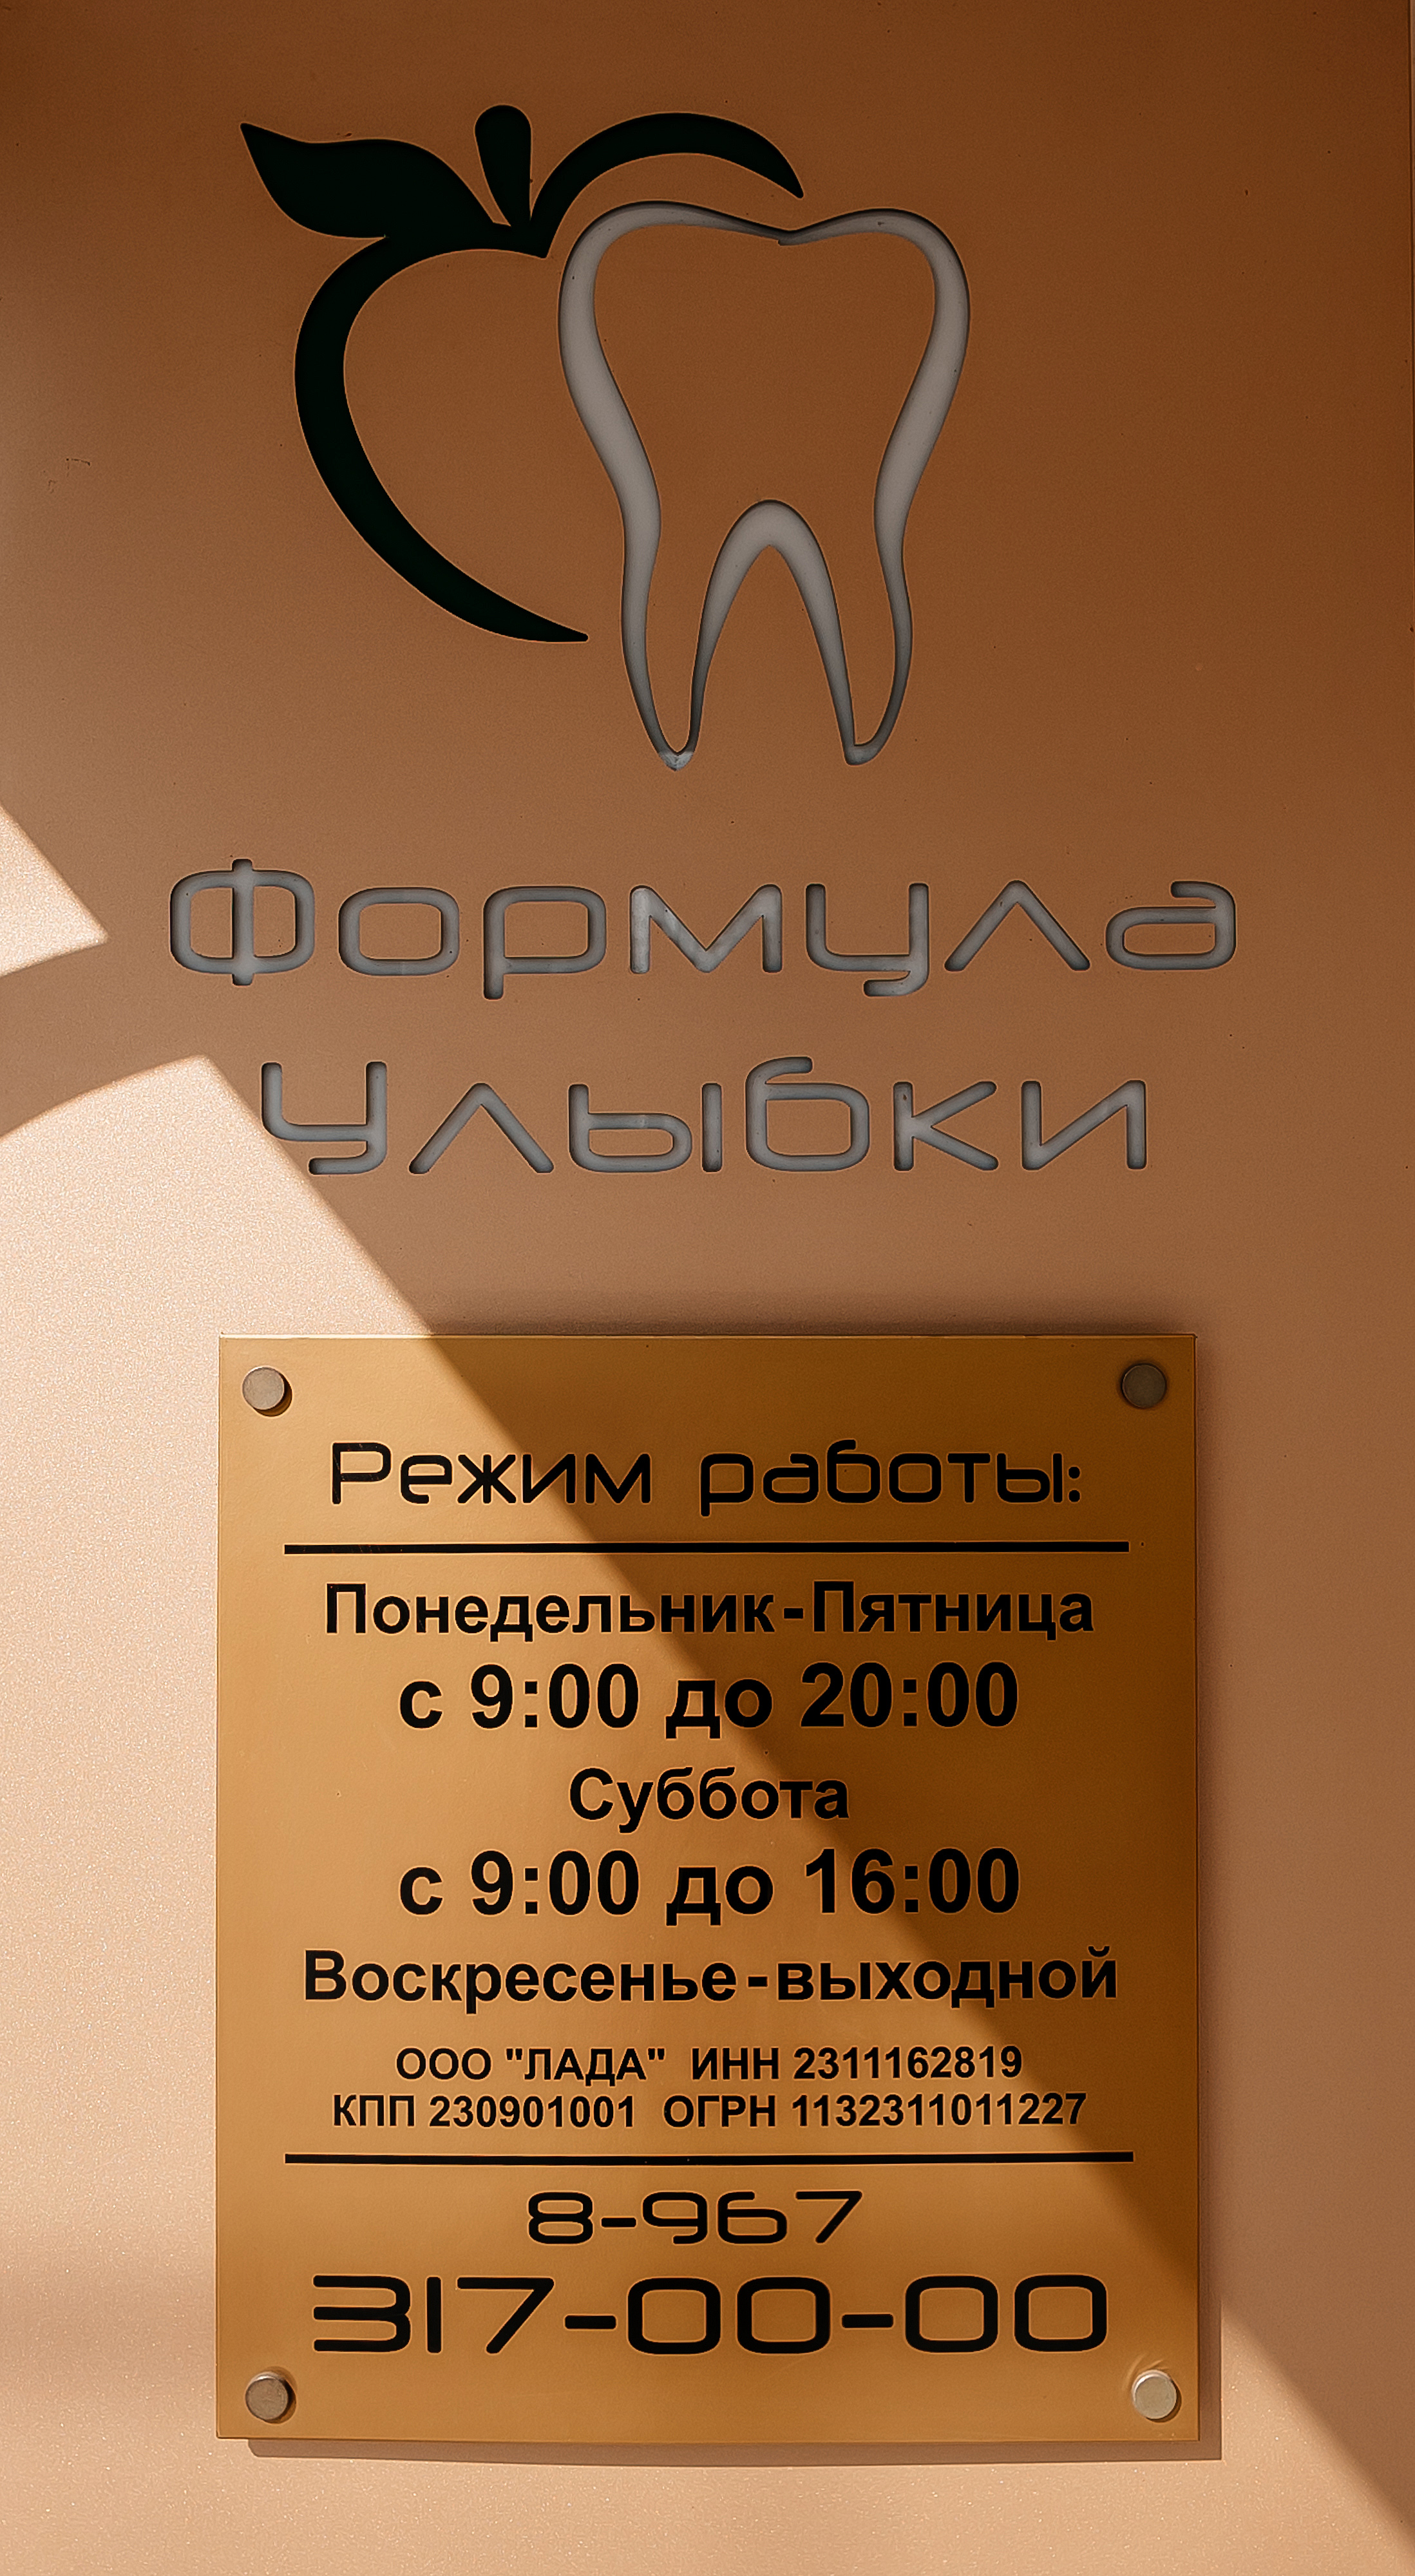 Формула
улыбки
Режим работы:
Понедельник-Пятница
с 9:00 до 20:00
Суббота
с 9:00 до 16:00
Воскресенье-выходной
ООО "ЛАДА" ИНН 2311162819
КПП 230901001 ОГРН 1132311011227
8-967
317-00-00